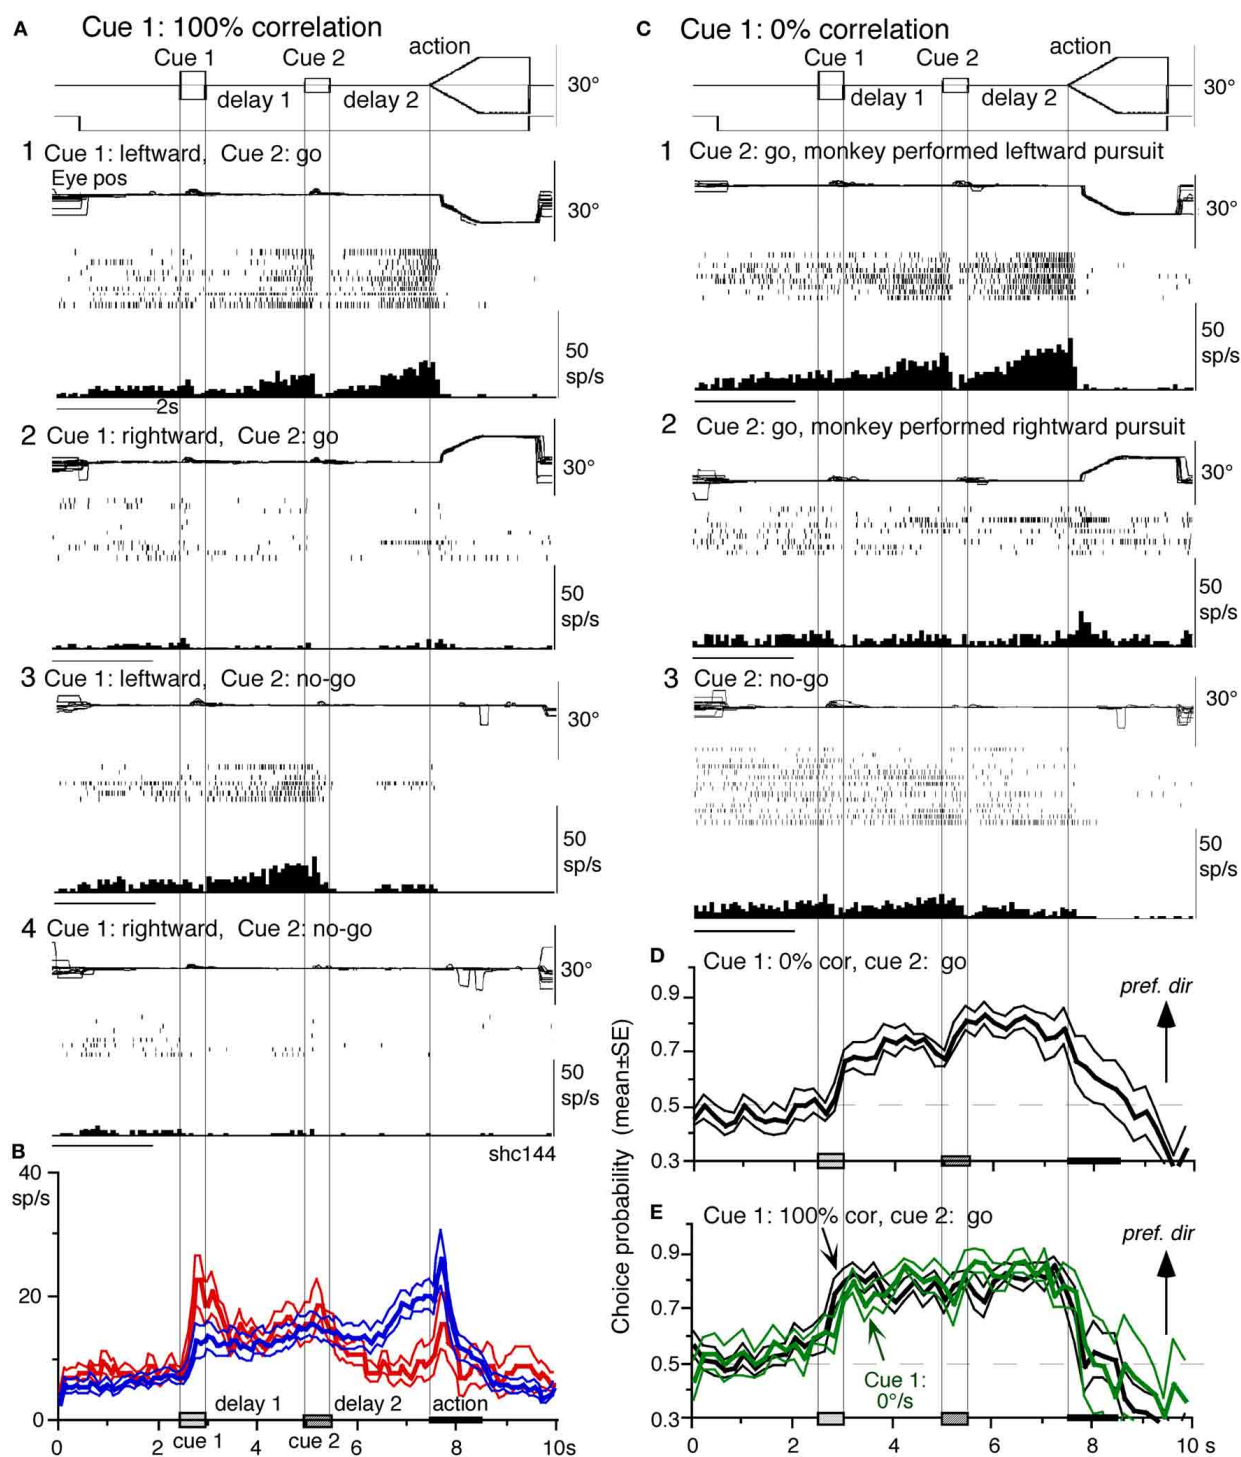 A Cue 1: 100% correlation
Cue 1 Cue 2 action
delay 1 delay 2 30°
1 Cue 1: leftward, Cue 2: go
Eye pos
30°
50
sp/s
2s
2 Cue 1: rightward, Cue 2: go
30°
50
sp/s
3 Cue 1: leftward, Cue 2: no-go
30°
50
sp/s
4 Cue 1: rightward, Cue 2: no-go
30°
50
sp/s
shc144
B
40
sp/s
20
0
delay 1 delay 2 action
cue 1 cue 2
0 2 4 6 8 10s
C Cue 1: 0% correlation
Cue 1 Cue 2 action
delay 1 delay 2 30°
1 Cue 2: go, monkey performed leftward pursuit
30°
50
sp/s
2 Cue 2: go, monkey performed rightward pursuit
30°
50
sp/s
3 Cue 2: no-go
30°
50
sp/s
D Cue 1: 0% cor, cue 2: go
pref. dir
0.9
0.7
0.5
0.3
Choice probability (mean±SE)
E Cue 1: 100% cor, cue 2: go
pref. dir
0.9
0.7
0.5
0.3
Cue 1:
0°/s
0 2 4 6 8 10 s